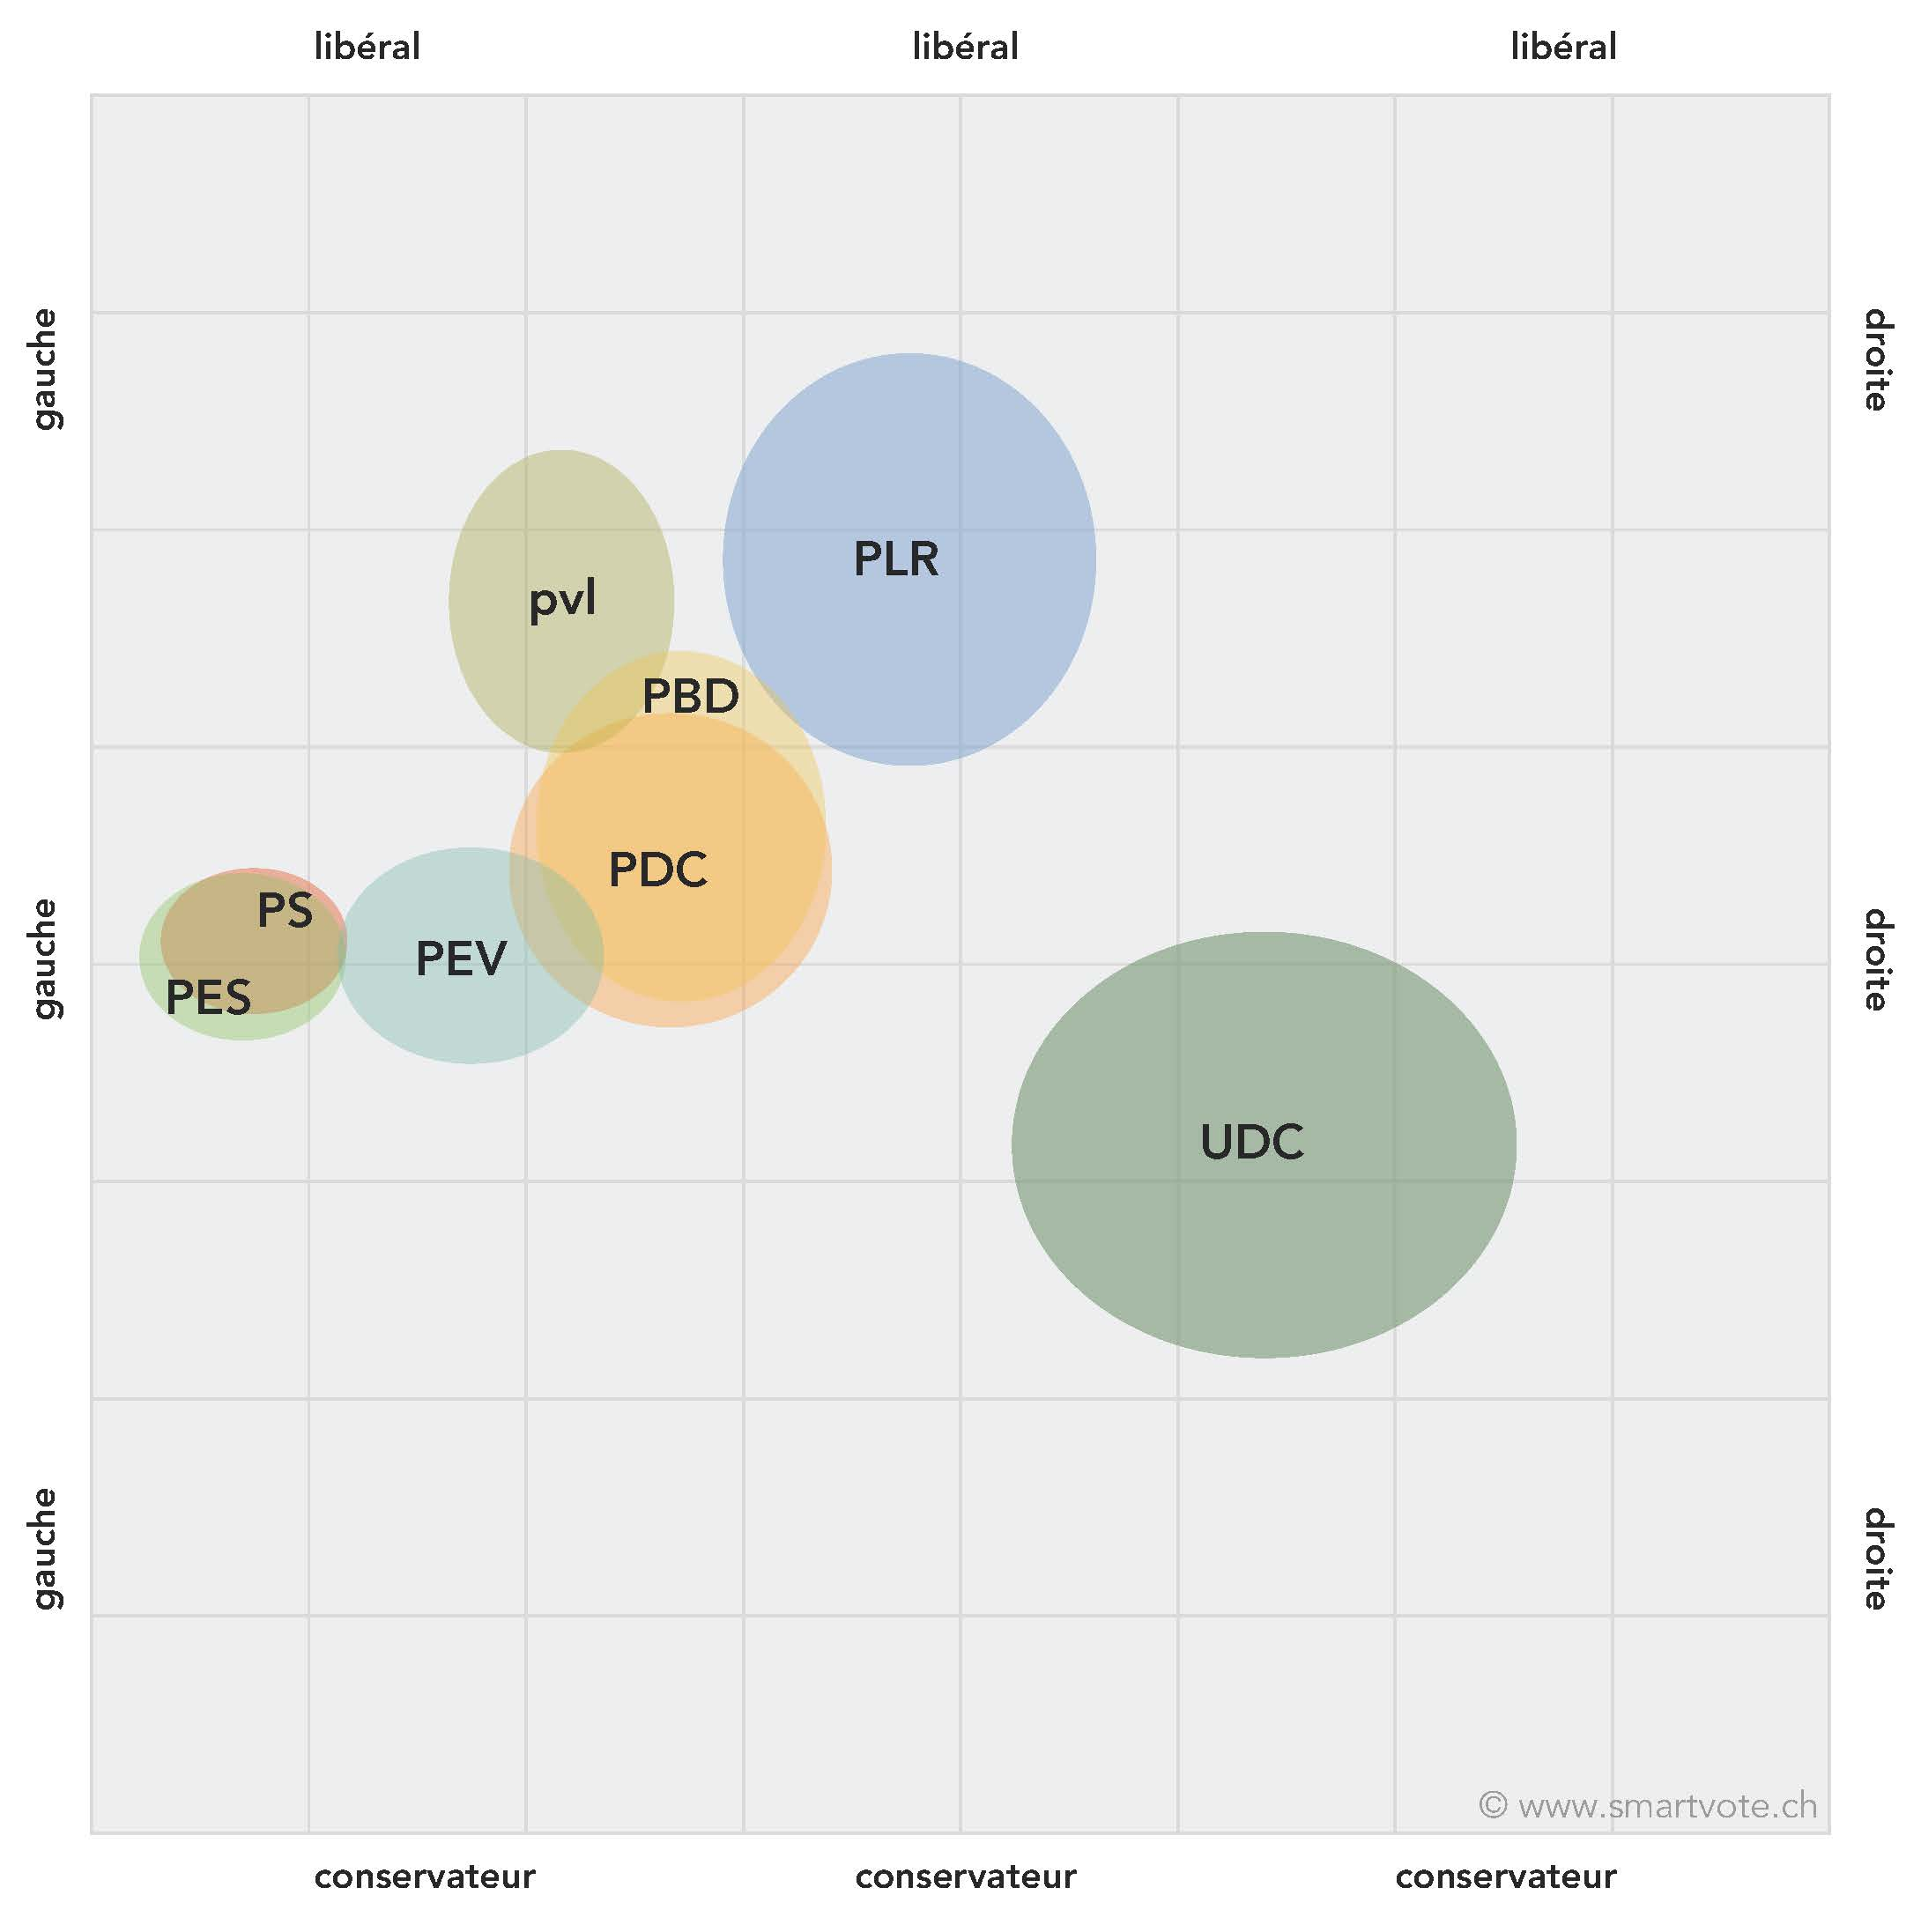 libéral libéral libéral
gauche
droite
PLR
pvl
PBD
PDC
PS
PEV
PES
gauche
droite
UDC
gauche
droite
© www.smartvote.ch
conservateur conservateur conservateur